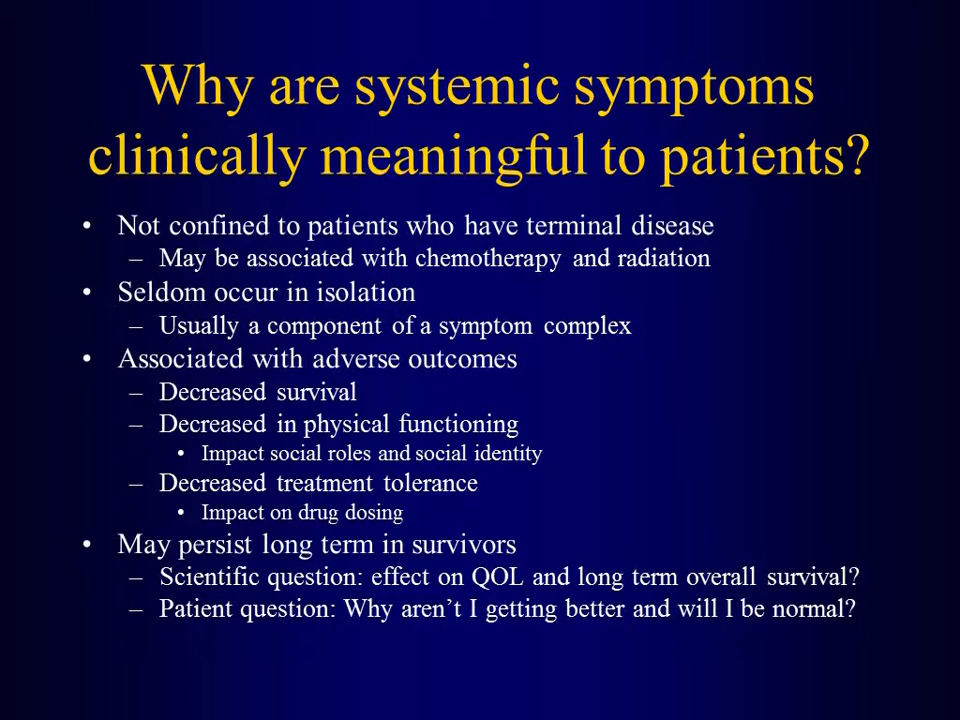 Why are systemic symptoms
clinically meaningful to patients?
• Not confined to patients who have terminal disease
– May be associated with chemotherapy and radiation
• Seldom occur in isolation
– Usually a component of a symptom complex
• Associated with adverse outcomes
– Decreased survival
– Decreased in physical functioning
• Impact social roles and social identity
– Decreased treatment tolerance
• Impact on drug dosing
• May persist long term in survivors
– Scientific question: effect on QOL and long term overall survival?
– Patient question: Why aren’t I getting better and will I be normal?